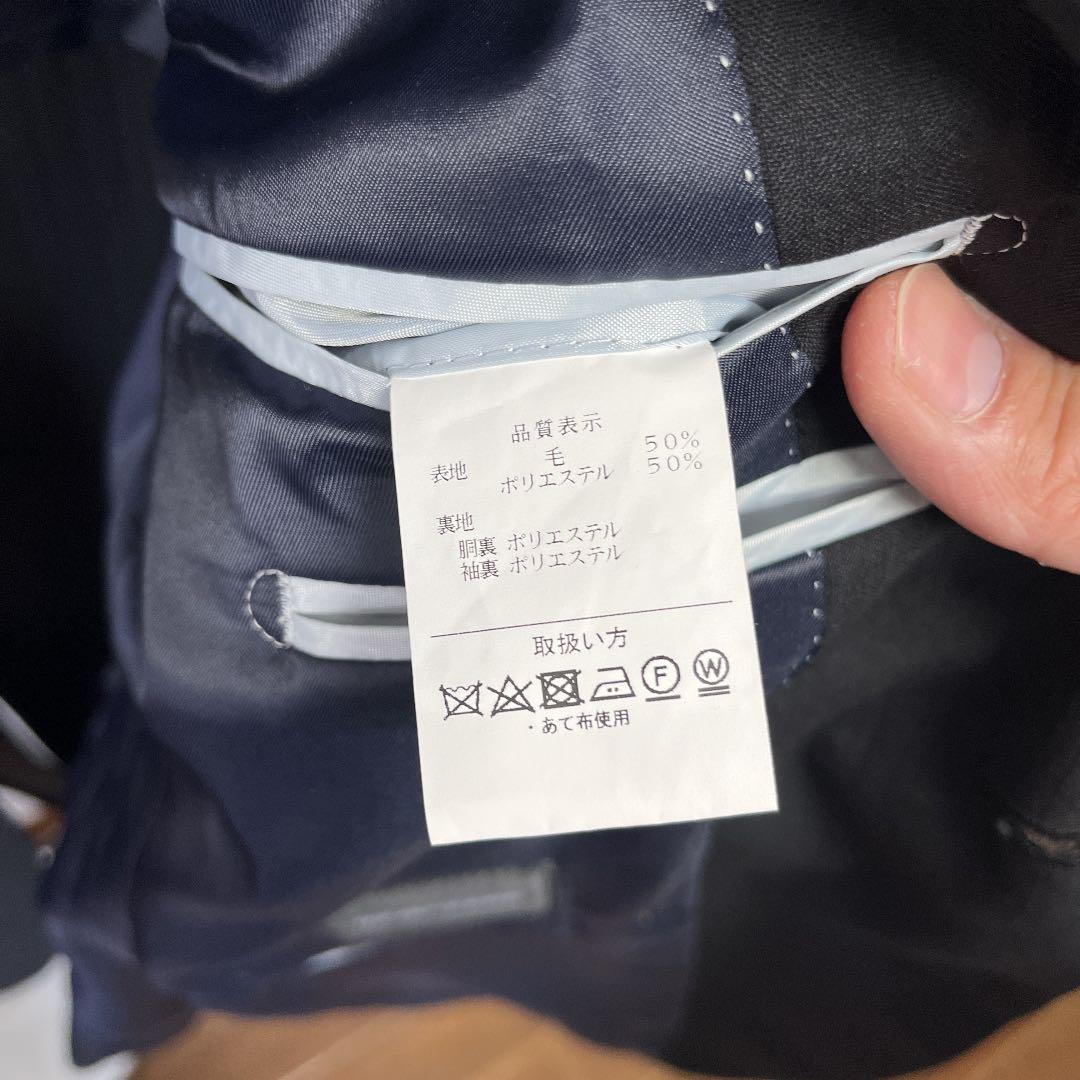 品質表示
表地 毛 50%
ポリエステル 50%
裏地
胴裏 ポリエステル
袖裏 ポリエステル
取扱い方
F W
・あて布使用